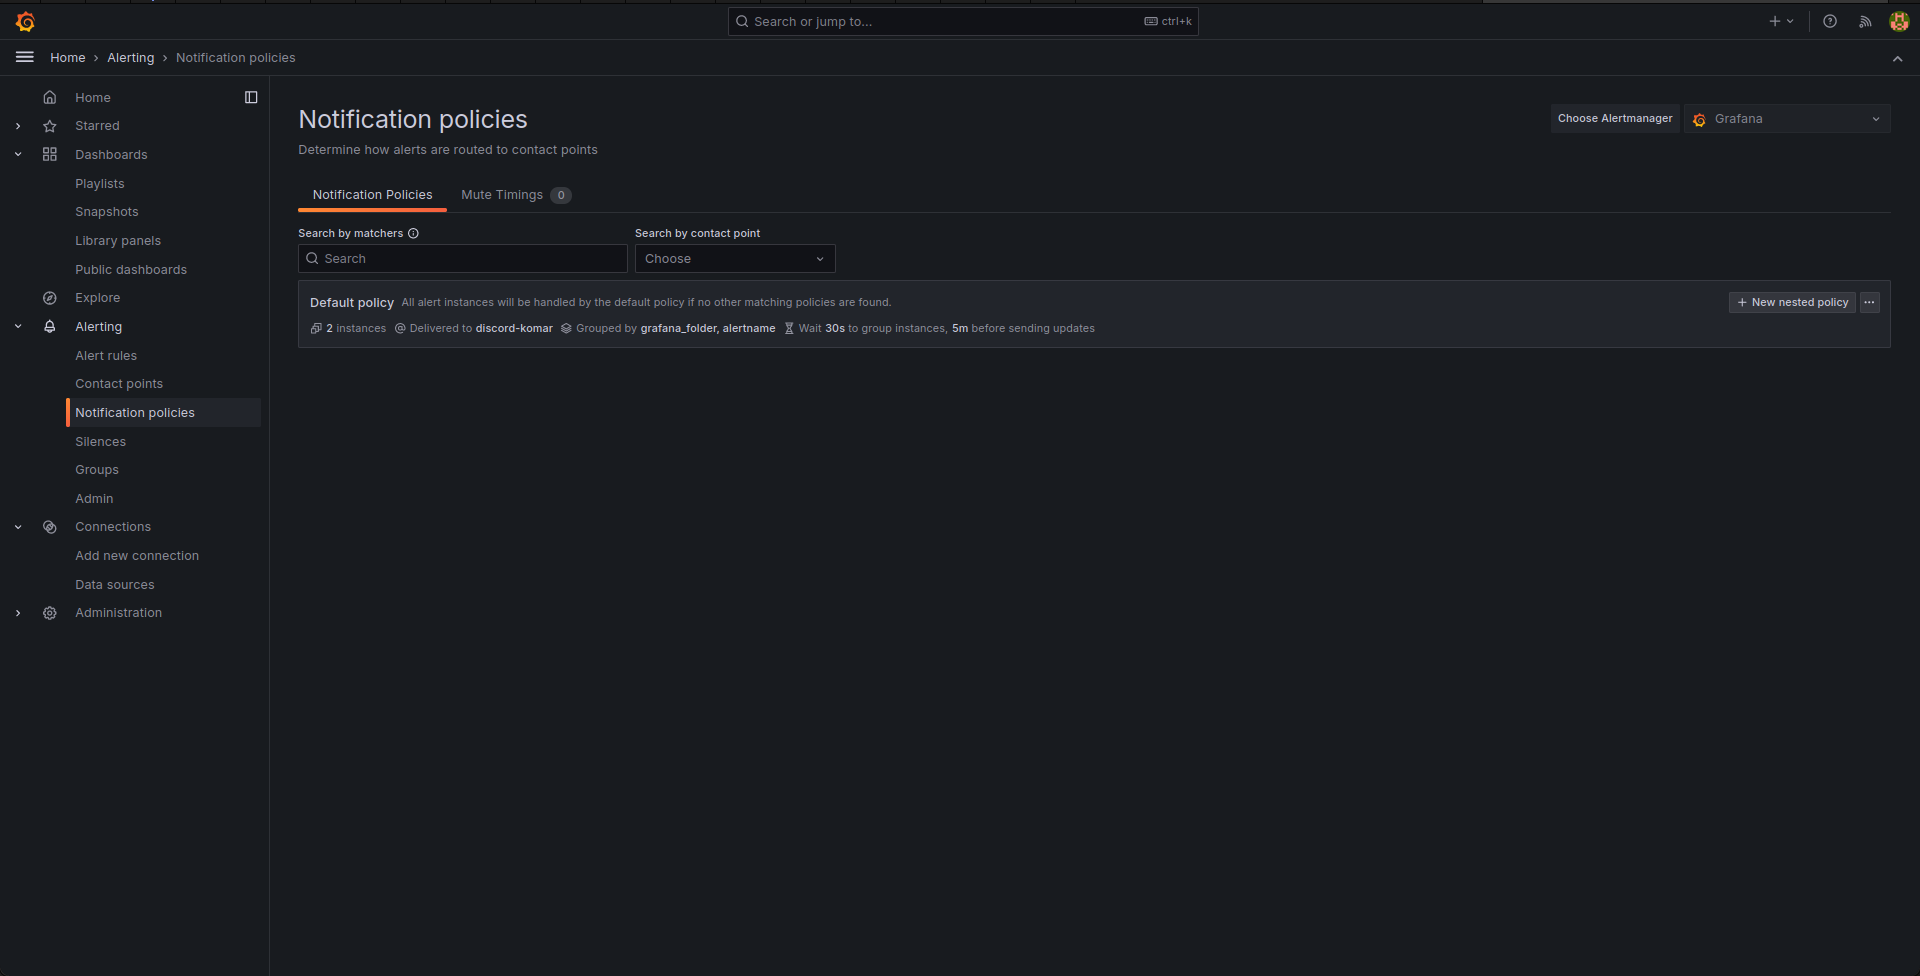 Search or jump to...
ctrl+k
Home › Alerting › Notification policies
Home
Starred
Dashboards
Playlists
Snapshots
Library panels
Public dashboards
Explore
Alerting
Alert rules
Contact points
Notification policies
Silences
Groups
Admin
Connections
Add new connection
Data sources
Administration
Notification policies
Choose Alertmanager
Grafana
Determine how alerts are routed to contact points
Notification Policies
Mute Timings 0
Search by matchers
Search by contact point
Search
Choose
Default policy All alert instances will be handled by the default policy if no other matching policies are found.
New nested policy
2 instances Delivered to discord-komar Grouped by grafana_folder, alertname Wait 30s to group instances, 5m before sending updates